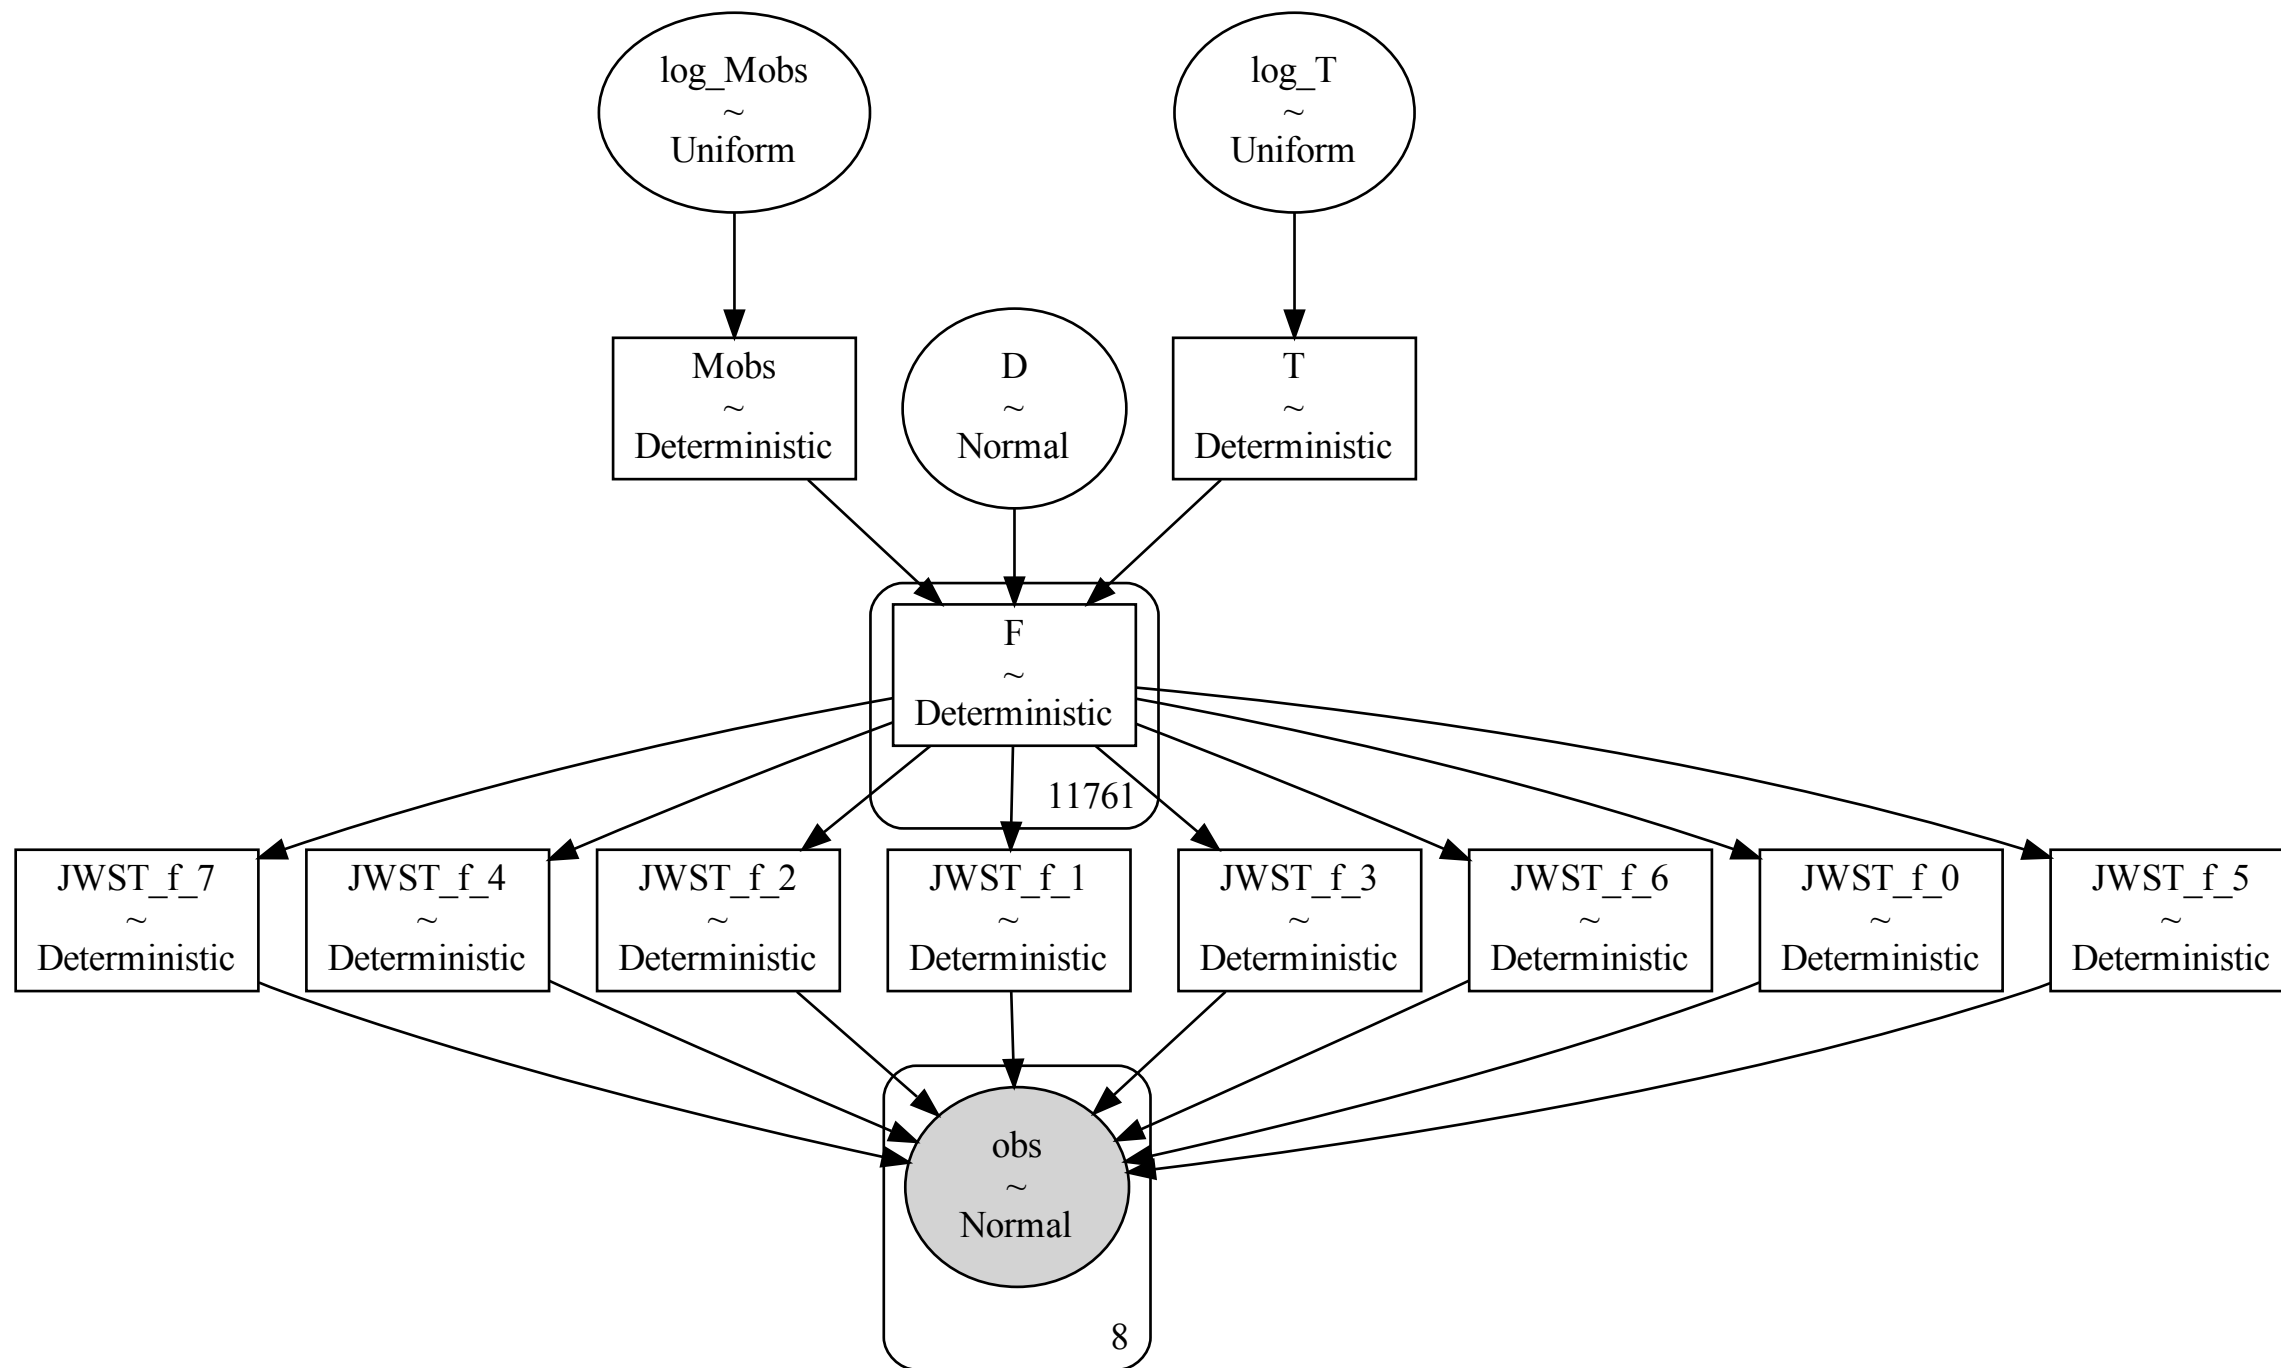 log_Mobs
~
Uniform
log_T
~
Uniform
Mobs
~
Deterministic
D
~
Normal
T
~
Deterministic
F
~
Deterministic
11761
JWST_f_7
~
Deterministic
JWST_f_4
~
Deterministic
JWST_f_2
~
Deterministic
JWST_f_1
~
Deterministic
JWST_f_3
~
Deterministic
JWST_f_6
~
Deterministic
JWST_f_0
~
Deterministic
JWST_f_5
~
Deterministic
obs
~
Normal
8